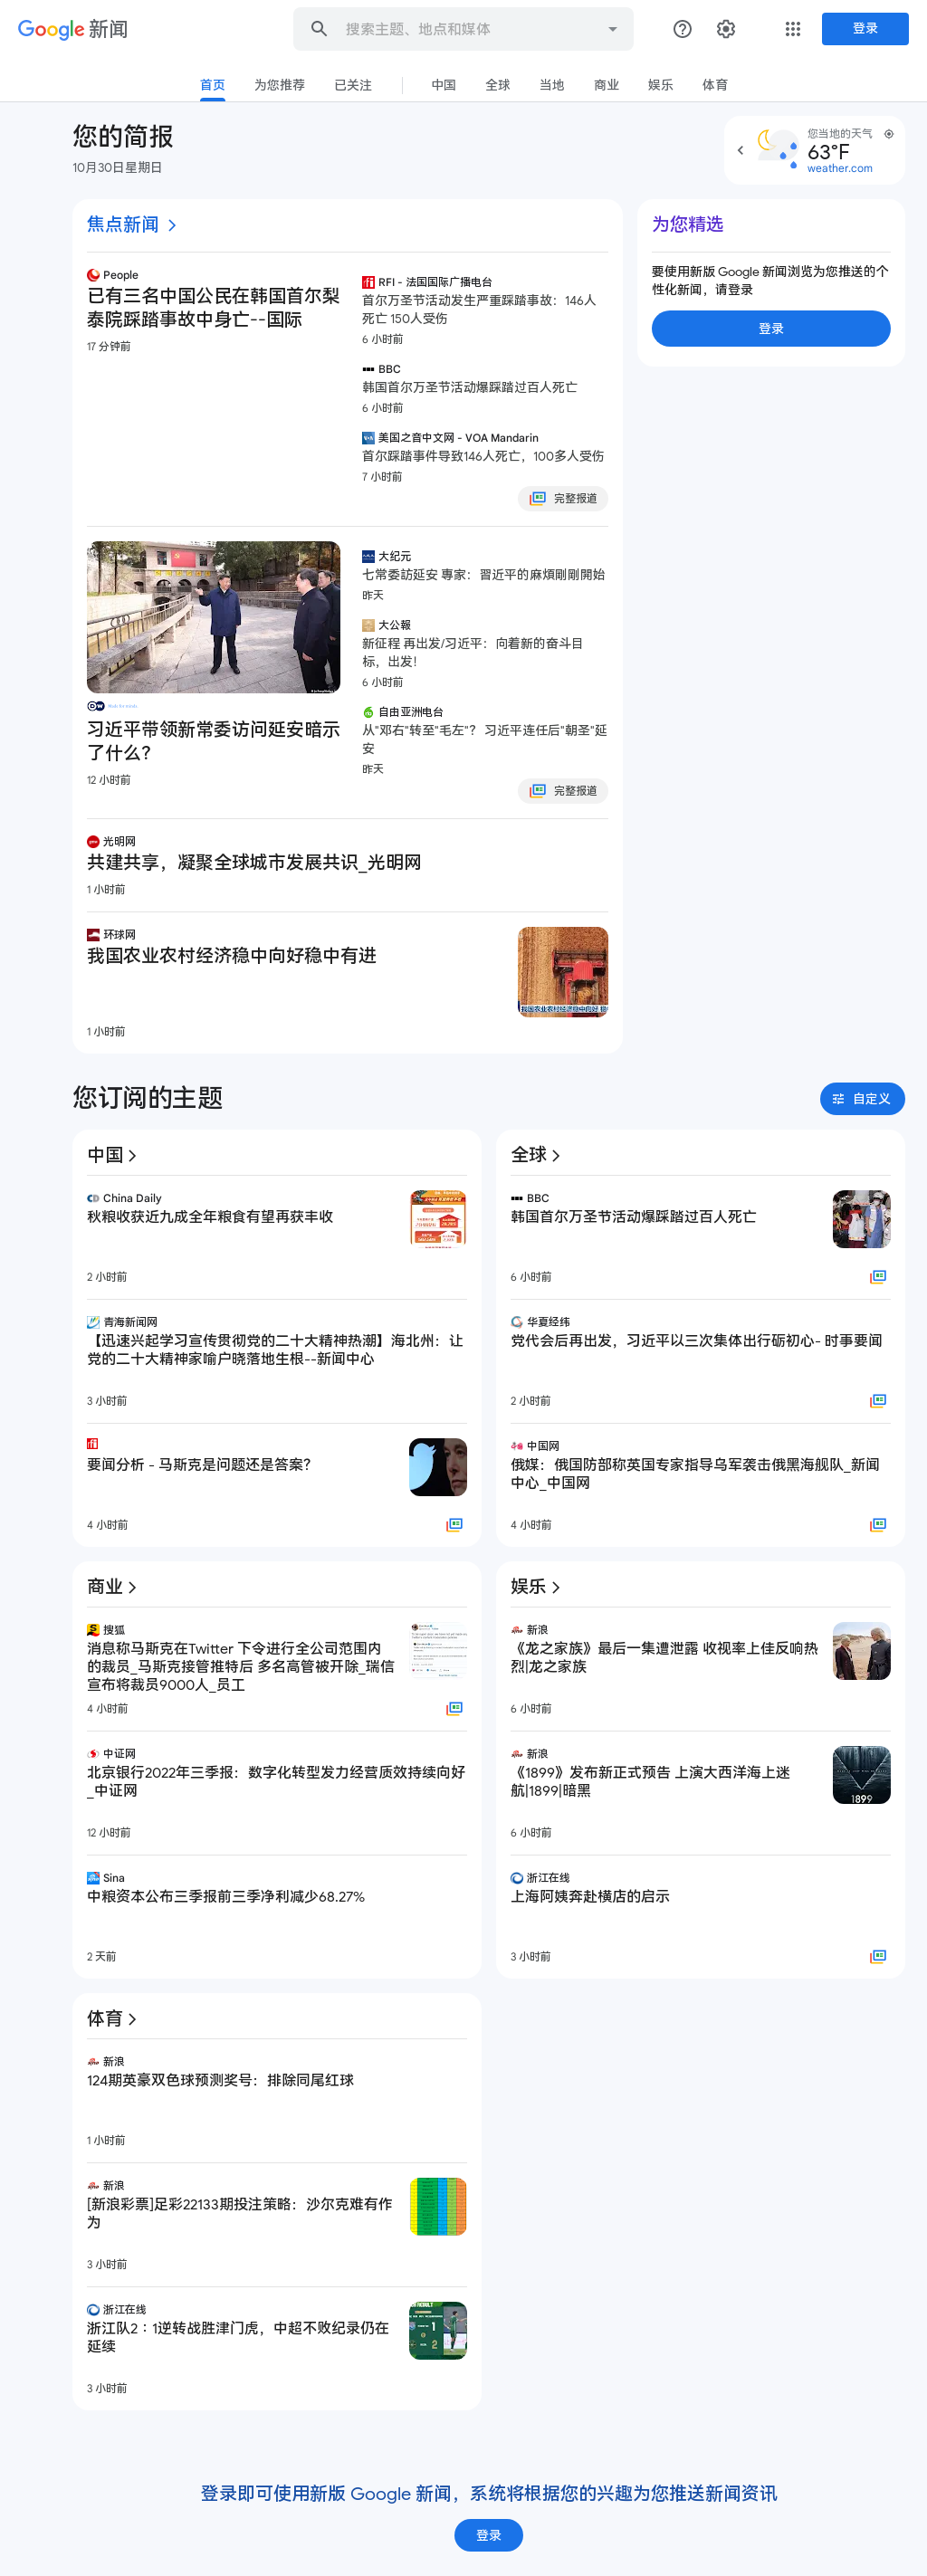 Google 新闻
搜索主题、地点和媒体
登录
首页
为您推荐
已关注
中国
全球
当地
商业
娱乐
体育
您的简报
10月30日星期日
您当地的天气
63°F
weather.com
焦点新闻
People
已有三名中国公民在韩国首尔梨
泰院踩踏事故中身亡--国际
17 分钟前
RFI - 法国国际广播电台
首尔万圣节活动发生严重踩踏事故：146人
死亡 150人受伤
6 小时前
BBC
韩国首尔万圣节活动爆踩踏过百人死亡
6 小时前
美国之音中文网 - VOA Mandarin
首尔踩踏事件导致146人死亡，100多人受伤
7 小时前
完整报道
为您精选
要使用新版 Google 新闻浏览为您推送的个
性化新闻，请登录
登录
DW
习近平带领新常委访问延安暗示
了什么？
12 小时前
大纪元
七常委訪延安 專家：習近平的麻煩剛剛開始
昨天
大公報
新征程 再出发/习近平：向着新的奋斗目
标，出发！
6 小时前
自由亚洲电台
从"邓右"转至"毛左"？ 习近平连任后"朝圣"延
安
昨天
完整报道
光明网
共建共享，凝聚全球城市发展共识_光明网
1 小时前
环球网
我国农业农村经济稳中向好稳中有进
1 小时前
您订阅的主题
自定义
中国
China Daily
秋粮收获近九成全年粮食有望再获丰收
2 小时前
青海新闻网
【迅速兴起学习宣传贯彻党的二十大精神热潮】海北州：让
党的二十大精神家喻户晓落地生根--新闻中心
3 小时前
要闻分析 - 马斯克是问题还是答案？
4 小时前
全球
BBC
韩国首尔万圣节活动爆踩踏过百人死亡
6 小时前
华夏经纬
党代会后再出发，习近平以三次集体出行砺初心- 时事要闻
2 小时前
中国网
俄媒：俄国防部称英国专家指导乌军袭击俄黑海舰队_新闻
中心_中国网
4 小时前
商业
搜狐
消息称马斯克在Twitter 下令进行全公司范围内
的裁员_马斯克接管推特后 多名高管被开除_瑞信
宣布将裁员9000人_员工
4 小时前
中证网
北京银行2022年三季报：数字化转型发力经营质效持续向好
_中证网
12 小时前
Sina
中粮资本公布三季报前三季净利减少68.27%
2 天前
娱乐
新浪
《龙之家族》最后一集遭泄露 收视率上佳反响热
烈|龙之家族
6 小时前
新浪
《1899》发布新正式预告 上演大西洋海上迷
航|1899|暗黑
1899
6 小时前
浙江在线
上海阿姨奔赴横店的启示
3 小时前
体育
新浪
124期英豪双色球预测奖号：排除同尾红球
1 小时前
新浪
[新浪彩票]足彩22133期投注策略：沙尔克难有作
为
3 小时前
浙江在线
浙江队2∶1逆转战胜津门虎，中超不败纪录仍在
延续
3 小时前
登录即可使用新版 Google 新闻，系统将根据您的兴趣为您推送新闻资讯
登录